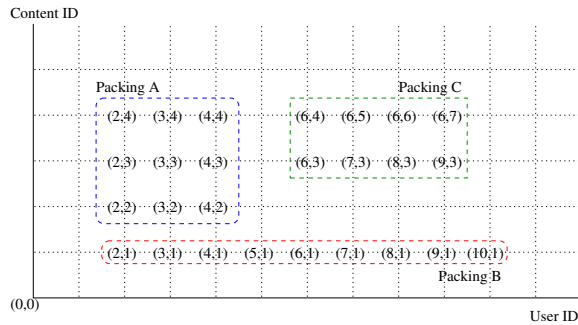 Content ID
Packing A
Packing C
(2,4) (3,4) (4,4) (6,4) (6,5) (6,6) (6,7)
(2,3) (3,3) (4,3) (6,3) (7,3) (8,3) (9,3)
(2,2) (3,2) (4,2)
(2,1) (3,1) (4,1) (5,1) (6,1) (7,1) (8,1) (9,1) (10,1)
Packing B
(0,0)
User ID